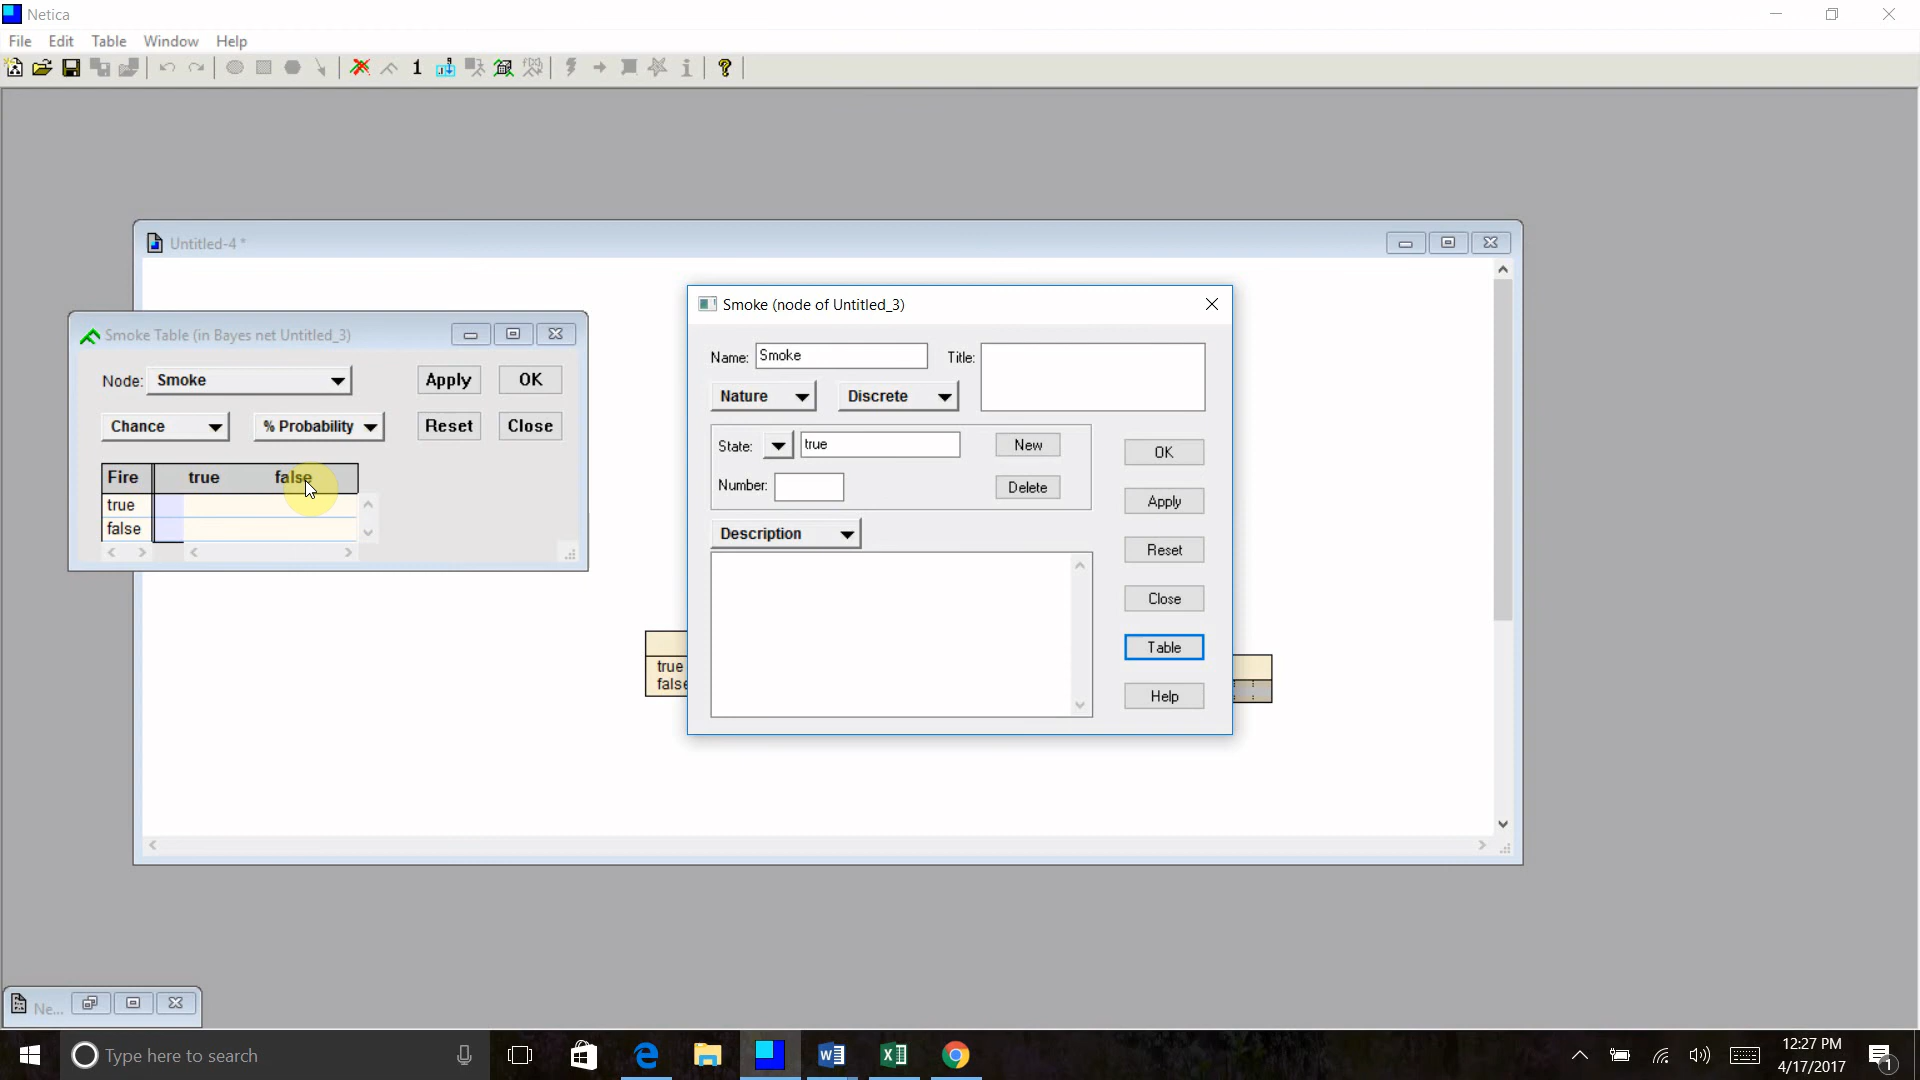 Netica
File Edit Table Window Help
1
Untitled-4 *
Smoke Table (in Bayes net Untitled_3)
Node: Smoke
Apply OK
Chance % Probability
Reset Close
Fire true false
true
false
Smoke (node of Untitled_3)
Name: Smoke Title:
Nature Discrete
State: true New
Number: Delete
Description
OK
Apply
Reset
Close
Table
Help
true
false
Ne...
Type here to search
12:27 PM
4/17/2017
1